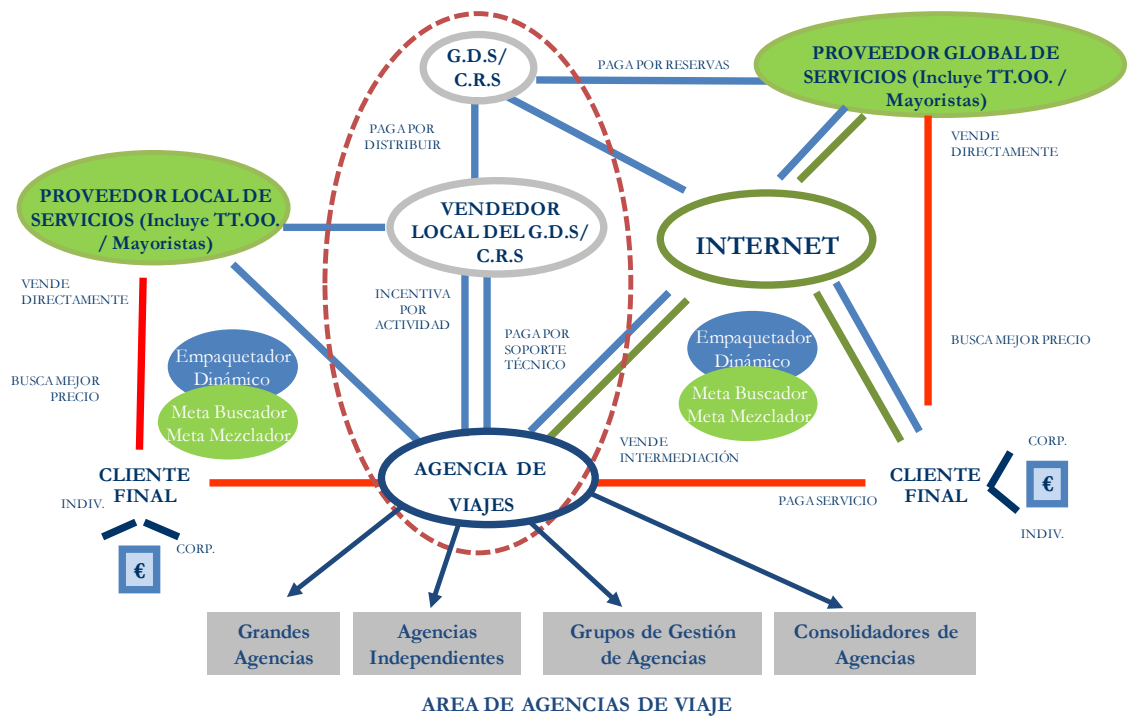 G.D.S/
C.R.S
PAGA POR RESERVAS
PROVEEDOR GLOBAL DE
SERVICIOS (Incluye TT.OO. /
Mayoristas)
PAGA POR
DISTRIBUIR
VENDE
DIRECTAMENTE
PROVEEDOR LOCAL DE
SERVICIOS (Incluye TT.OO.
/ Mayoristas)
VENDEDOR
LOCAL DEL G.D.S/
C.R.S
INTERNET
VENDE
DIRECTAMENTE
INCENTIVA
POR
ACTIVIDAD
PAGA POR
SOPORTE
TÉCNICO
Empaquetador
Dinámico
Meta Buscador
Meta Mezclador
Empaquetador
Dinámico
Meta Buscador
Meta Mezclador
BUSCA MEJOR PRECIO
BUSCA MEJOR
PRECIO
CLIENTE
FINAL
INDIV.
CORP.
€
AGENCIA DE
VIAJES
VENDE
INTERMEDIACIÓN
PAGA SERVICIO
CLIENTE
FINAL
CORP.
€
INDIV.
Grandes
Agencias
Agencias
Independientes
Grupos de Gestión
de Agencias
Consolidadores de
Agencias
AREA DE AGENCIAS DE VIAJE